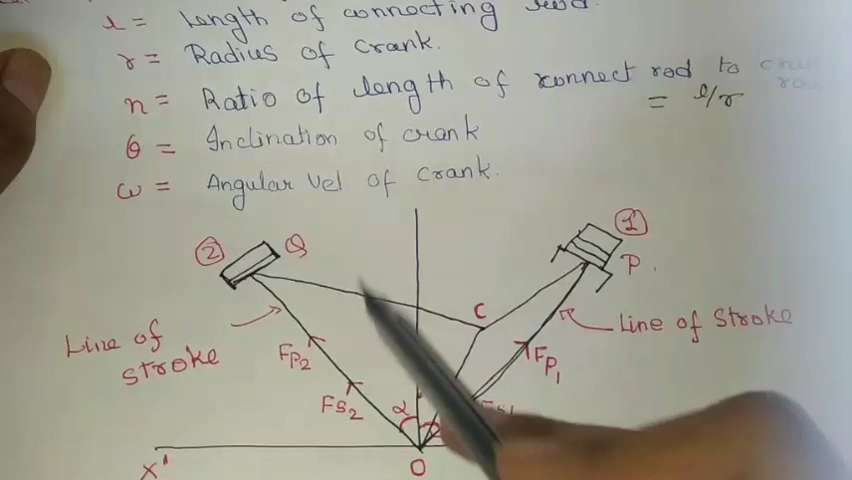 l = length of connecting rod.
r = Radius of crank.
n = Ratio of length of connect rod to
= l/r
θ = Inclination of crank
ω = Angular Vel of crank.
② Q
①
P.
C
Line of stroke
Line of stroke
FP2
FP1
FS2
α
X'
O